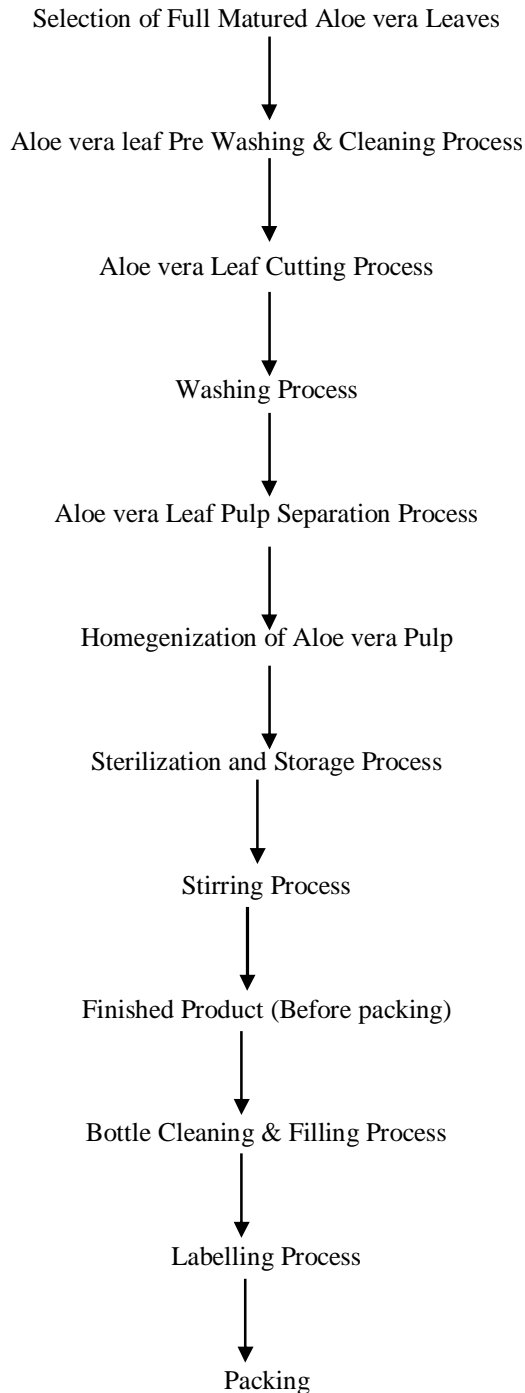 Selection of Full Matured Aloe vera Leaves
Aloe vera leaf Pre Washing & Cleaning Process
Aloe vera Leaf Cutting Process
Washing Process
Aloe vera Leaf Pulp Separation Process
Homegenization of Aloe vera Pulp
Sterilization and Storage Process
Stirring Process
Finished Product (Before packing)
Bottle Cleaning & Filling Process
Labelling Process
Packing